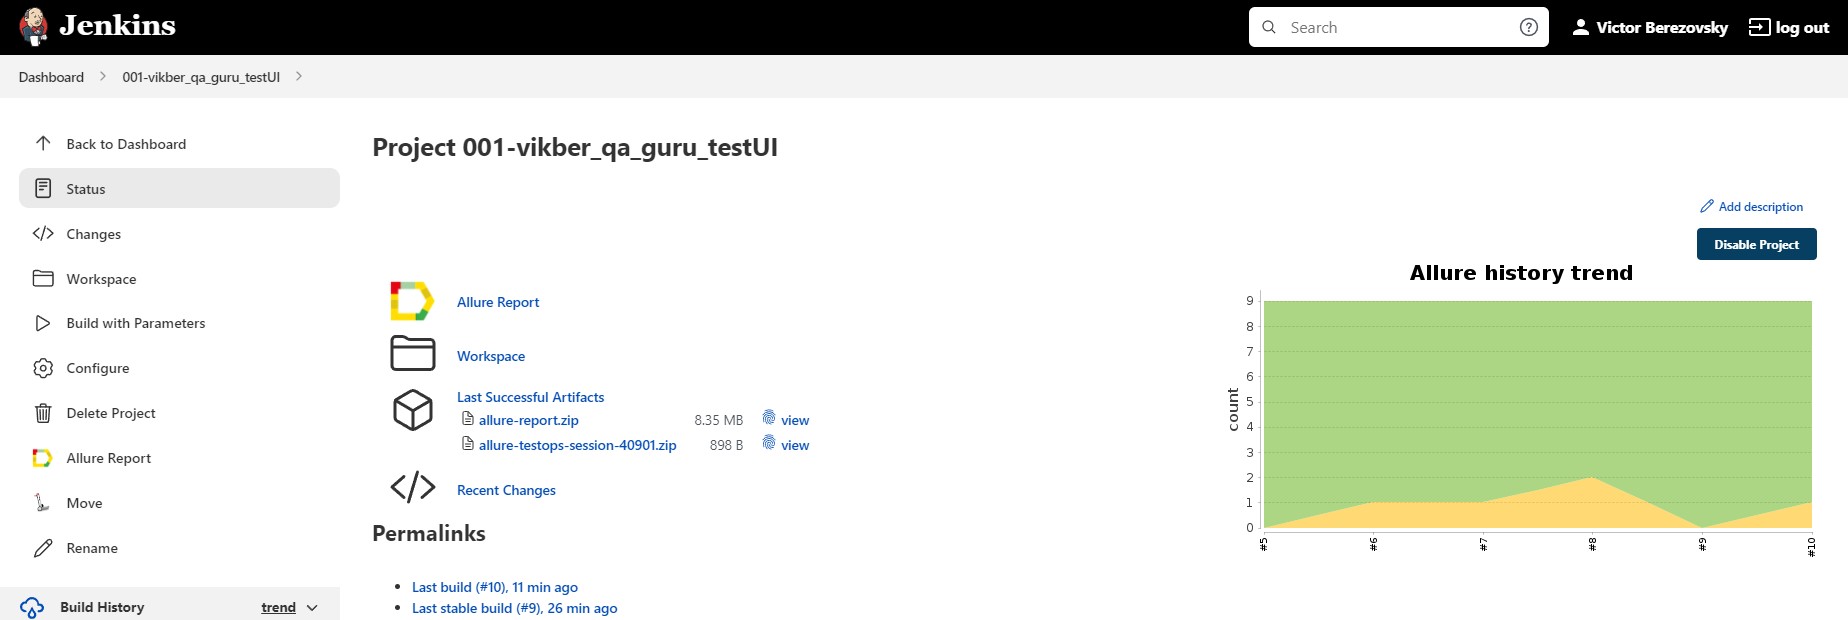 Jenkins
Search
Victor Berezovsky
log out
Dashboard
001-vikber_qa_guru_testUI
Back to Dashboard
Status
Changes
Workspace
Build with Parameters
Configure
Delete Project
Allure Report
Move
Rename
Build History
trend
Project 001-vikber_qa_guru_testUI
Add description
Disable Project
Allure Report
Workspace
Last Successful Artifacts
allure-report.zip 8.35 MB view
allure-testops-session-40901.zip 898 B view
Recent Changes
Permalinks
Last build (#10), 11 min ago
Last stable build (#9), 26 min ago
Allure history trend
count
9
8
7
6
5
4
3
2
1
0
#5
#6
#7
#8
#9
#10